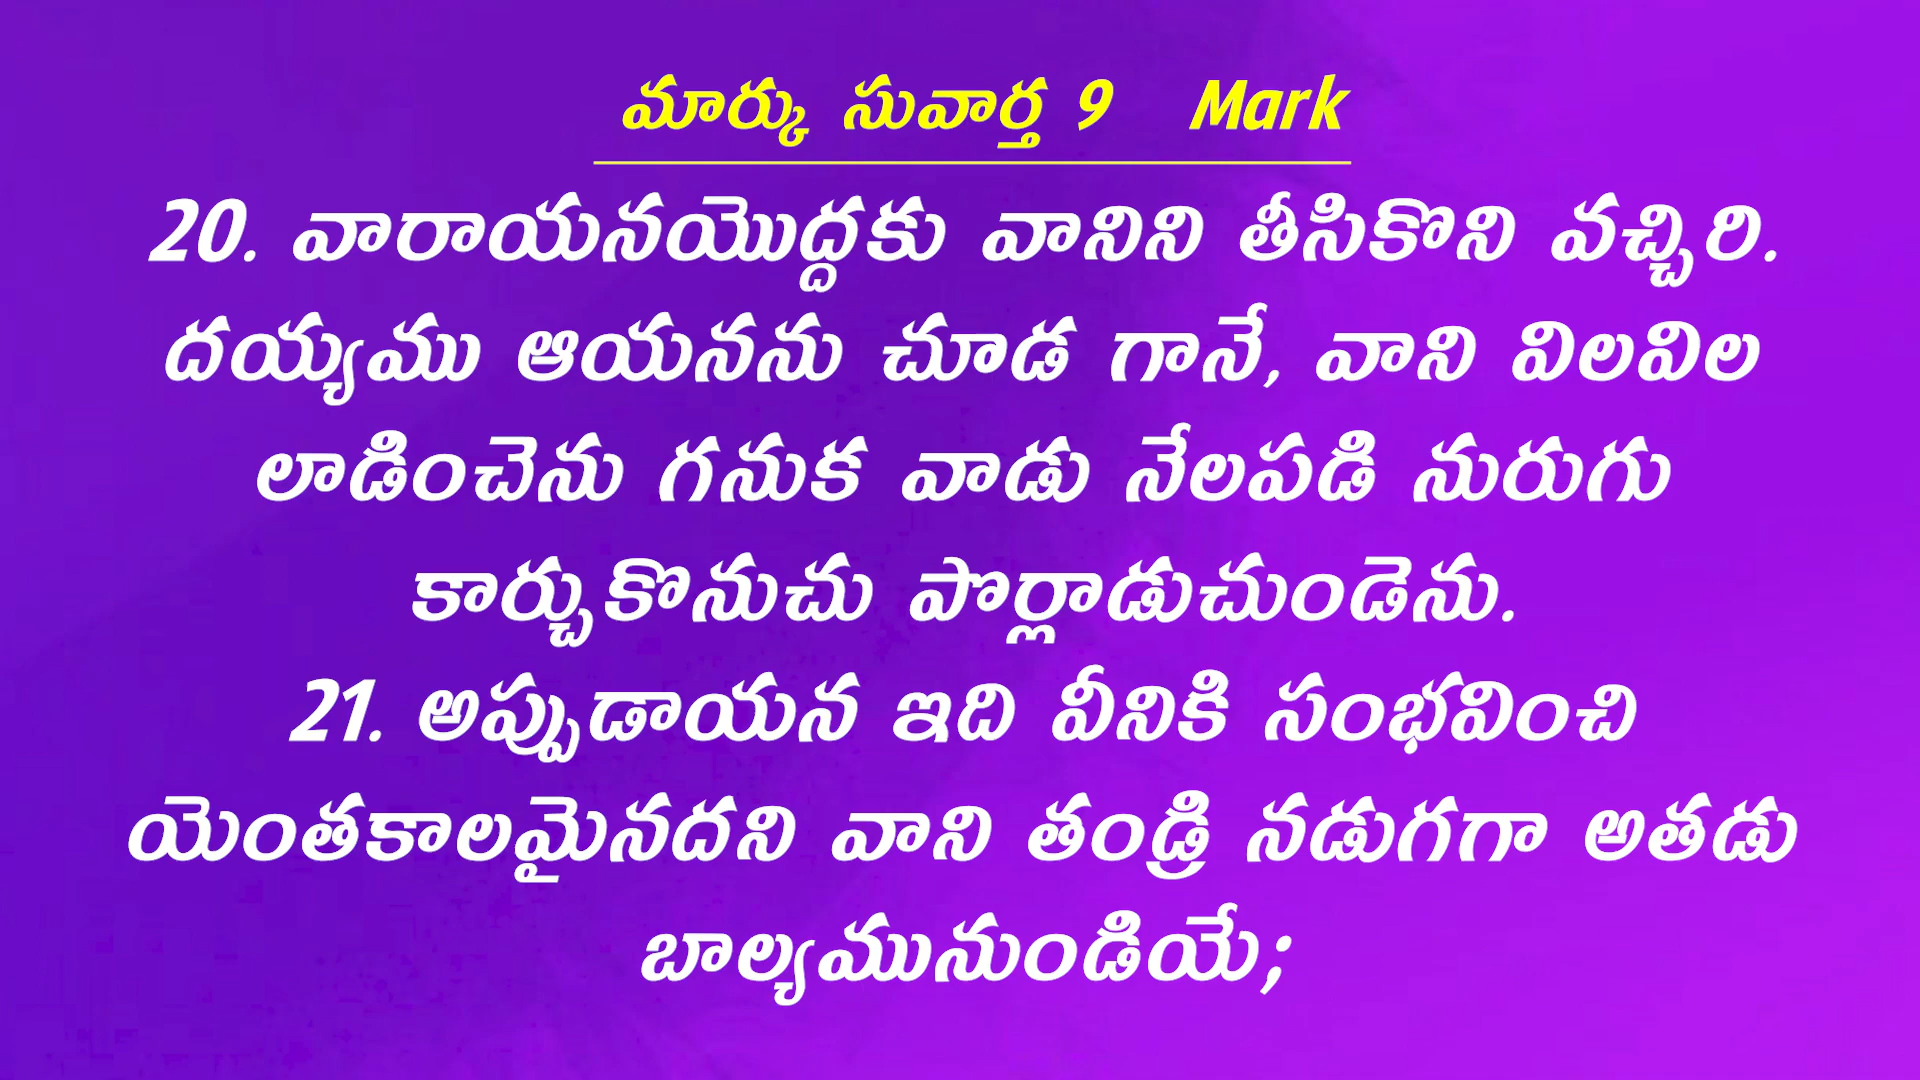 మార్కు సువార్త 9 Mark
20. వారాయనయొద్దకు వానిని తీసికొని వచ్చిరి.
దయ్యము ఆయనను చూడ గానే, వాని విలవిల
లాడించెను గనుక వాడు నేలపడి నురుగు
కార్చుకొనుచు పొర్లాడుచుండెను.
21. అప్పుడాయన ఇది వీనికి సంభవించి
యెంతకాలమైనదని వాని తండ్రి నడుగగా అతడు
బాల్యమునుండియే;